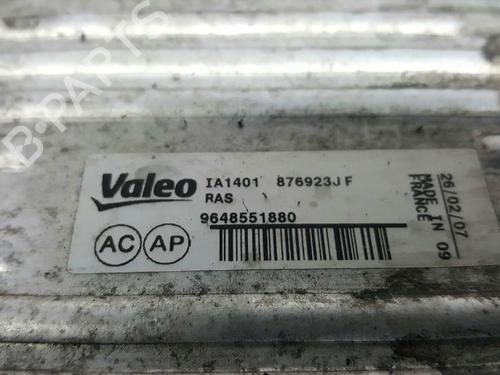 B-PARTS
Valeo IA1401 876923J F
RAS
9648551880
AC AP
26/02/07
MADE IN 09
FRANCE